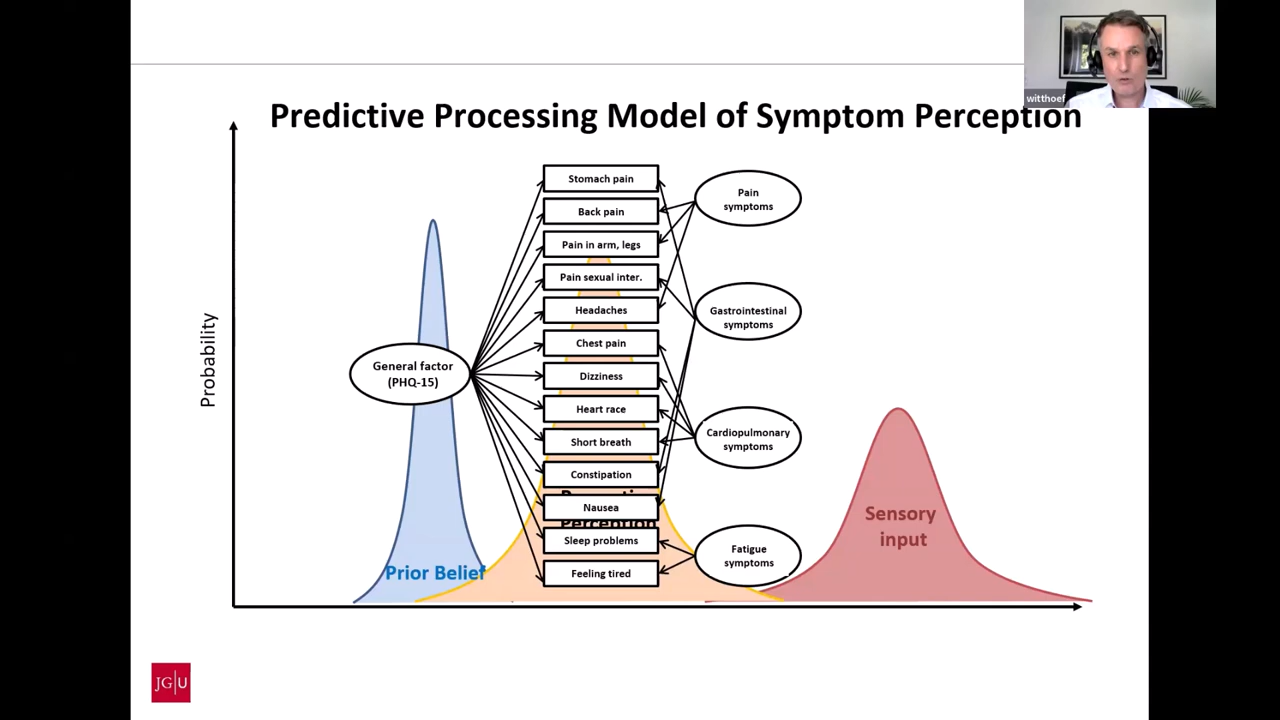 witthoef
Predictive Processing Model of Symptom Perception
Probability
General factor
(PHQ-15)
Stomach pain
Back pain
Pain in arm, legs
Pain sexual inter.
Headaches
Chest pain
Dizziness
Heart race
Short breath
Constipation
Nausea
Perception
Sleep problems
Feeling tired
Pain
symptoms
Gastrointestinal
symptoms
Cardiopulmonary
symptoms
Fatigue
symptoms
Prior Belief
Sensory
input
JG|U